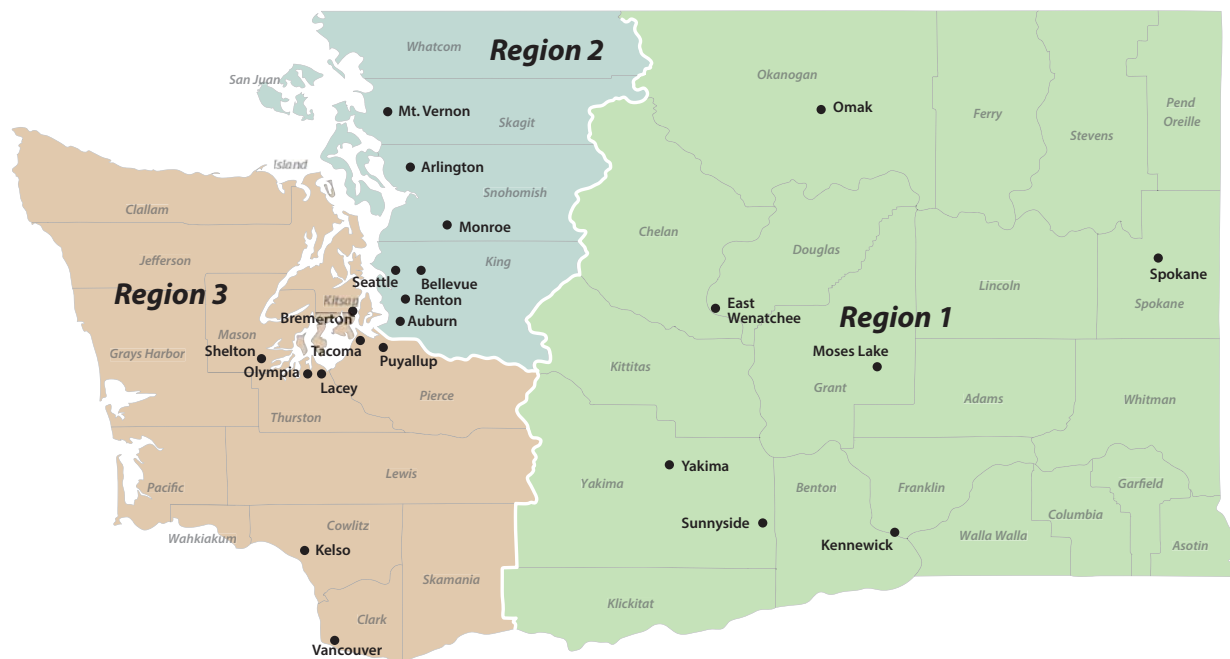 Whatcom
Region 2
San Juan
Okanogan
Pend
Oreille
Mt. Vernon
Skagit
Omak
Ferry
Stevens
Island
Arlington
Snohomish
Clallam
Monroe
Chelan
Douglas
Jefferson
King
Seattle
Bellevue
Spokane
Lincoln
Region 3
Kitsap
Renton
East
Wenatchee
Region 1
Spokane
Bremerton
Auburn
Mason
Grays Harbor
Shelton
Tacoma
Puyallup
Moses Lake
Olympia
Lacey
Kittitas
Grant
Pierce
Adams
Whitman
Thurston
Lewis
Yakima
Pacific
Yakima
Benton
Franklin
Garfield
Columbia
Cowlitz
Wahkiakum
Sunnyside
Kennewick
Walla Walla
Asotin
Kelso
Skamania
Klickitat
Clark
Vancouver